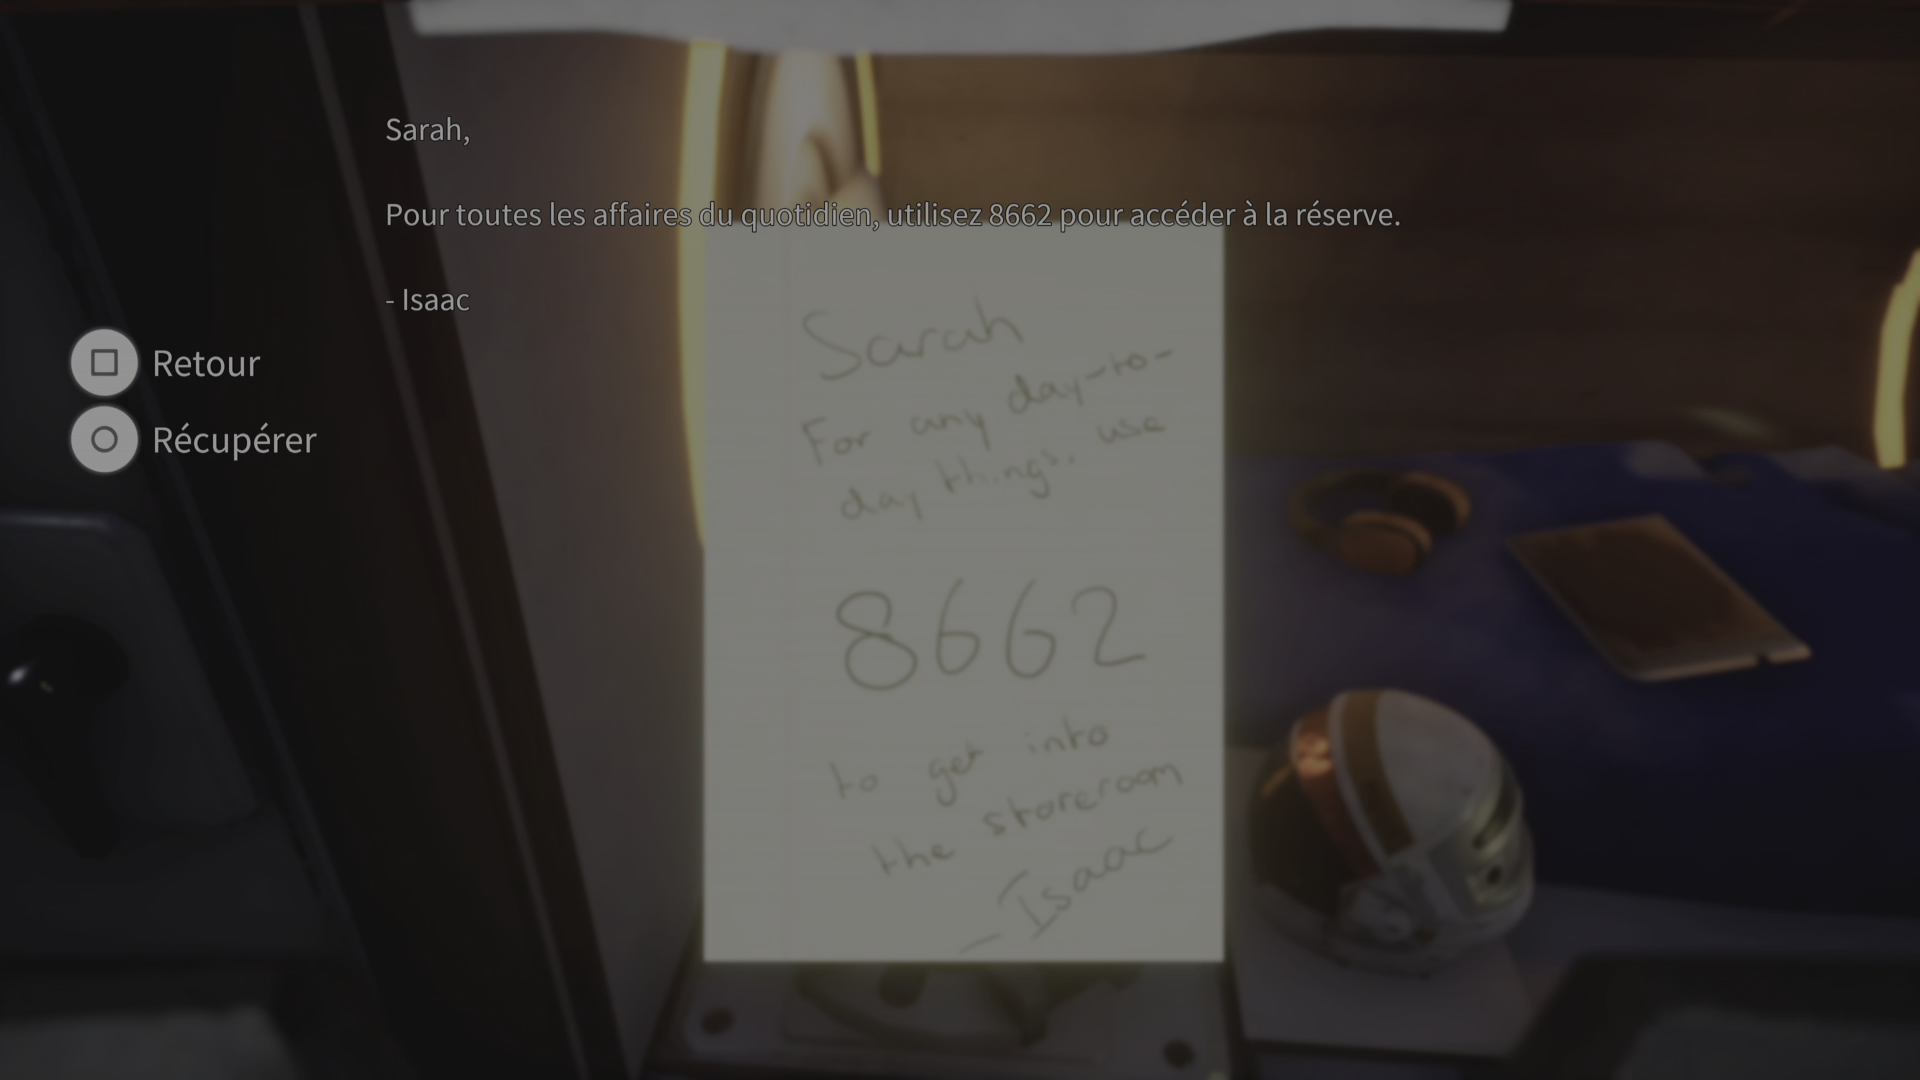 Sarah,
Pour toutes les affaires du quotidien, utilisez 8662 pour accéder à la réserve.
- Isaac
Retour
Récupérer
Sarah
For any day-to-
day things, use
8662
to get into
the storeroom
- Isaac